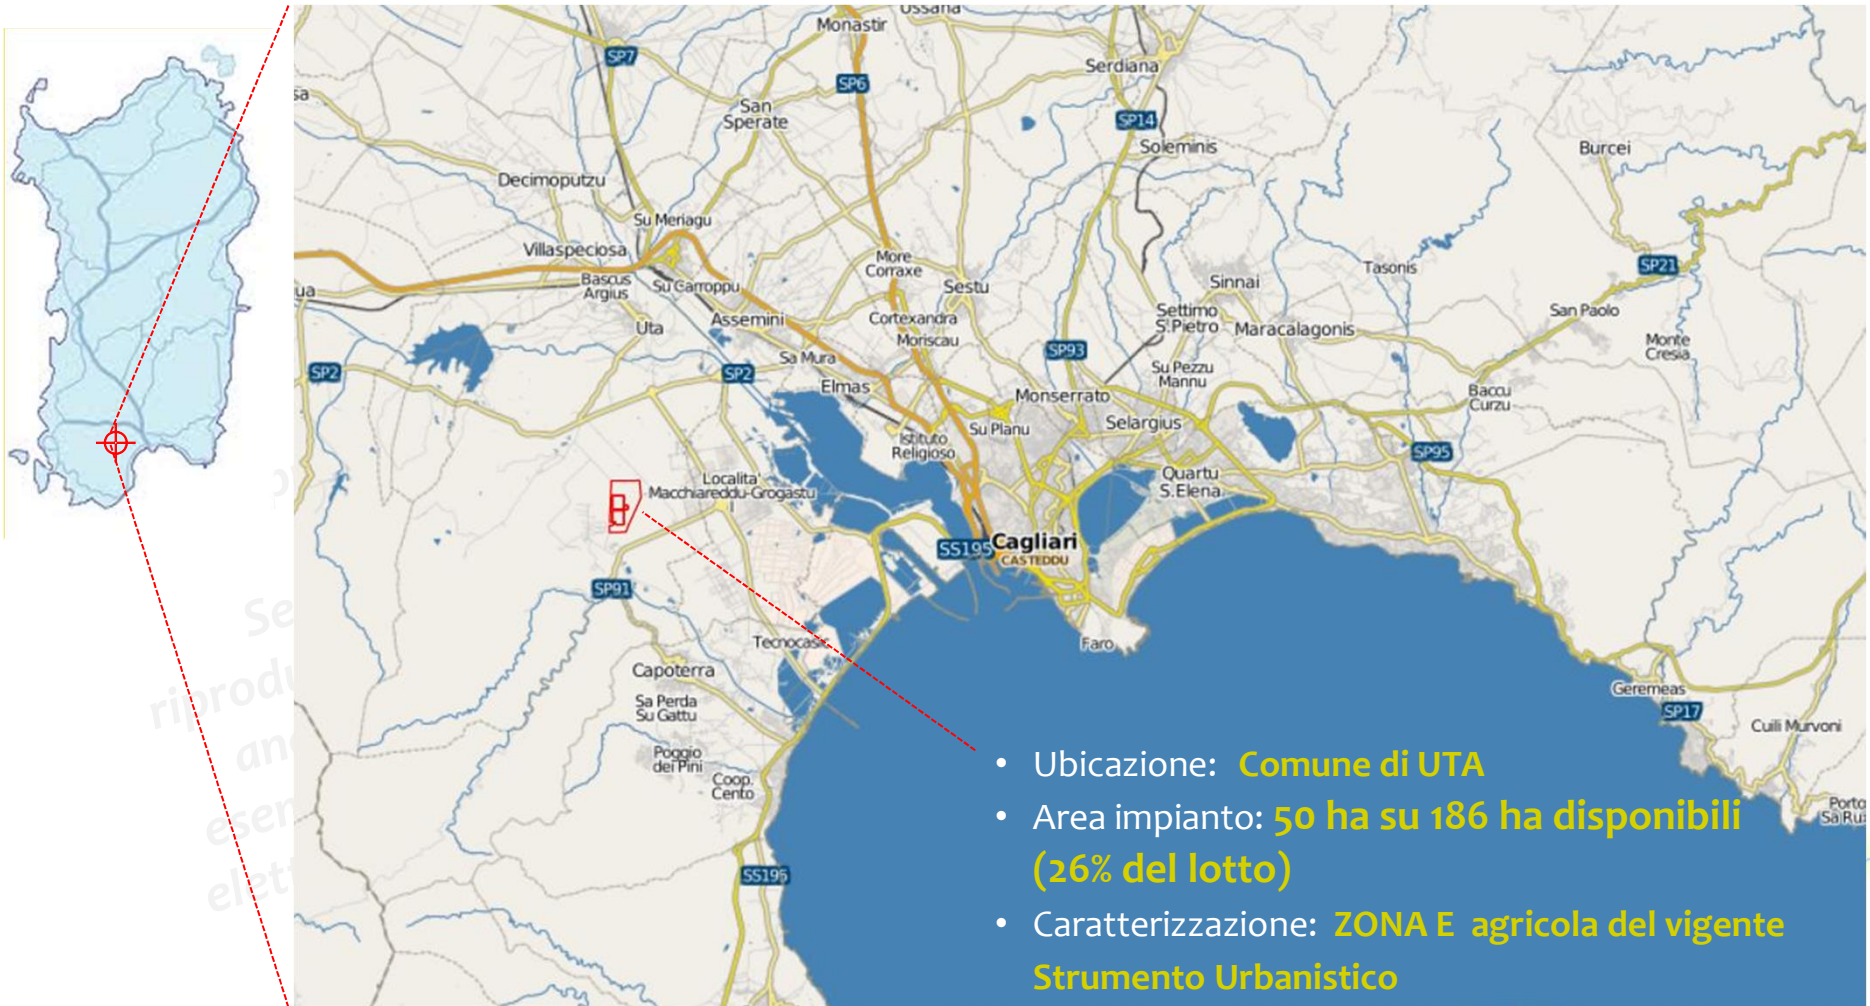 Ussana
Monastir
SP7
Serdiana
SP6
San
Sperate
SP14
Soleminis
Burcei
Decimoputzu
Su Meriagu
Villaspeciosa
More
Corraxe
Tasonis
SP21
Bascus
Argius
Su Carroppu
Sestu
Sinnai
San Paolo
Uta
Assemini
Cortexandra
Settimo
S.Pietro
Maracalagonis
Moriscau
Monte
Cresia
Sa Mura
SP93
SP2
SP2
Su Pezzu
Mannu
Elmas
Monserrato
Baccu
Curzu
Su Planu
Selargius
Istituto
Religioso
SP95
Localita'
Macchiareddu-Grogastu
Quartu
S.Elena
SS195
Cagliari
CASTEDDU
SP91
Tecnocasic
Faro
Capoterra
Sa Perda
Su Gattu
Geremeas
SP17
Cuili Murvoni
Poggio
dei Pini
Coop.
Cento
Porto
SS195
• Ubicazione: Comune di UTA
• Area impianto: 50 ha su 186 ha disponibili
(26% del lotto)
• Caratterizzazione: ZONA E agricola del vigente
Strumento Urbanistico